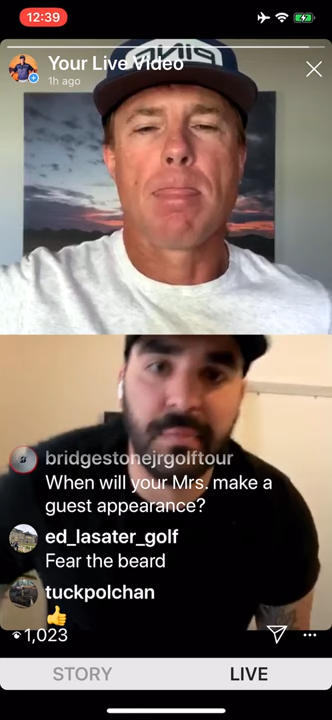 12:39
PING
Your Live Video
1h ago
bridgestonejrgolftour
When will your Mrs. make a
guest appearance?
ed_lasater_golf
Fear the beard
tuckpolchan
👍
1,023
STORY
LIVE